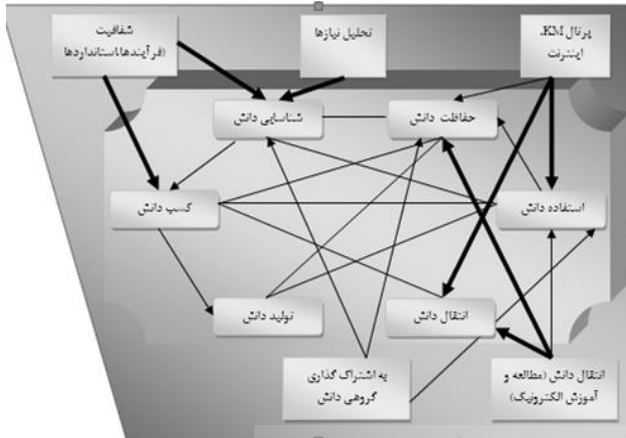 شفافیت
(فرآیندها،استانداردها
تحلیل نیازها
پرتال KM،
اینترنت
شناسایی دانش
حفاظت دانش
کسب دانش
استفاده دانش
تولید دانش
انتقال دانش
به اشتراک گذاری
گروهی دانش
انتقال دانش (مطالعه و
آموزش الکترونیک)